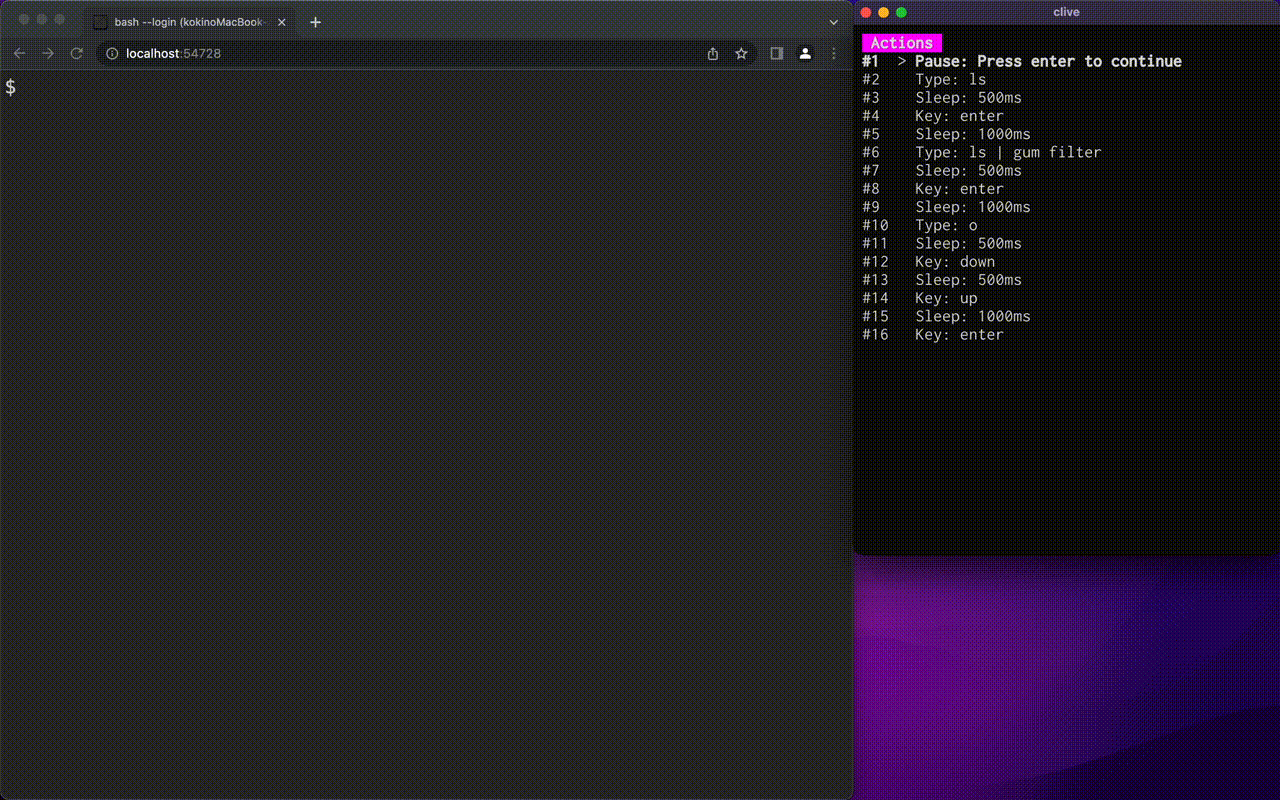 bash --login (kokinoMacBook-
localhost:54728
$
clive
Actions
#1 > Pause: Press enter to continue
#2 Type: ls
#3 Sleep: 500ms
#4 Key: enter
#5 Sleep: 1000ms
#6 Type: ls | gum filter
#7 Sleep: 500ms
#8 Key: enter
#9 Sleep: 1000ms
#10 Type: o
#11 Sleep: 500ms
#12 Key: down
#13 Sleep: 500ms
#14 Key: up
#15 Sleep: 1000ms
#16 Key: enter